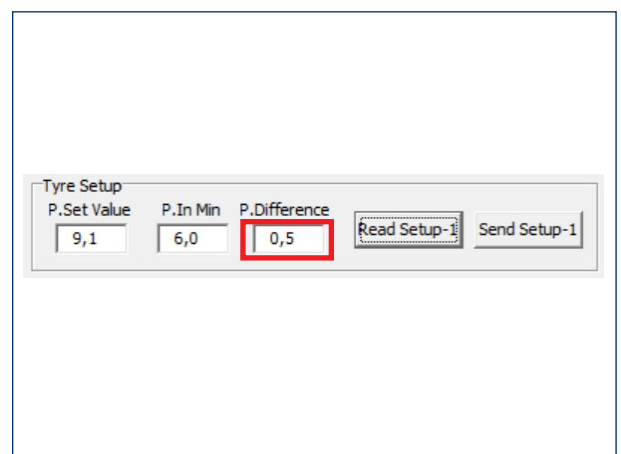 Tyre Setup
P.Set Value P.In Min P.Difference
9,1 6,0 0,5 Read Setup-1 Send Setup-1